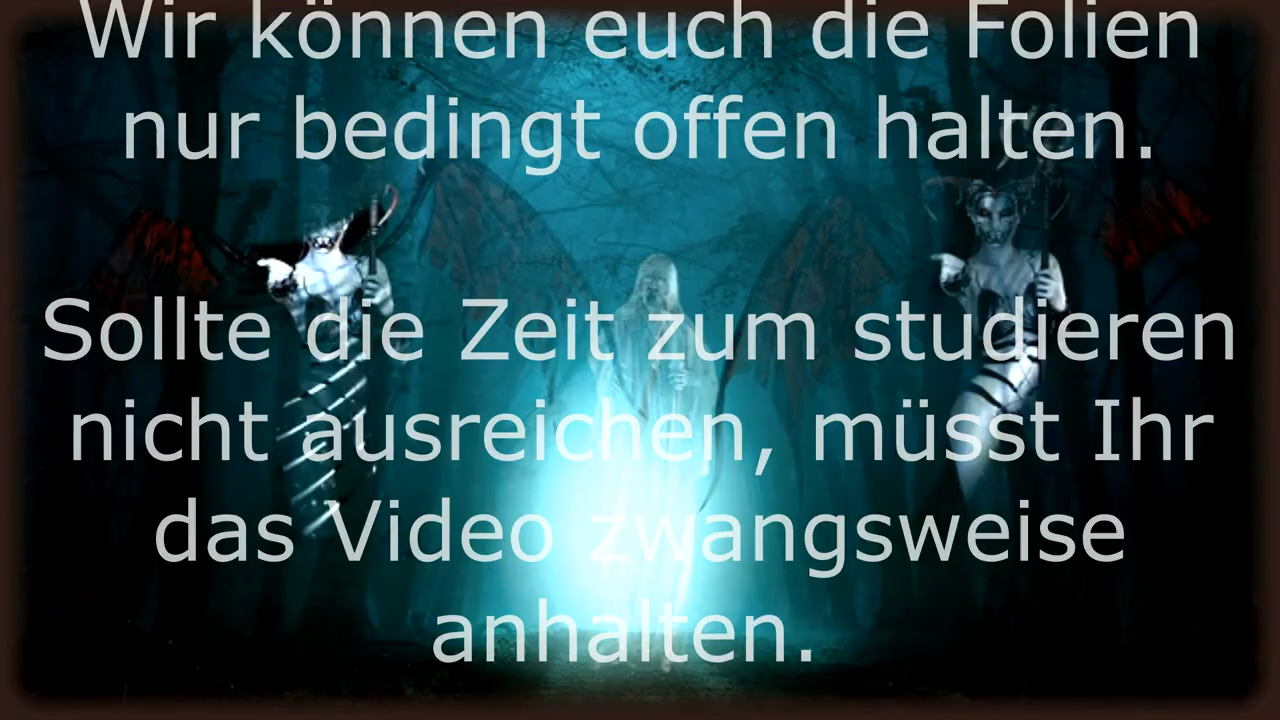 Wir können euch die Folien
nur bedingt offen halten.
Sollte die Zeit zum studieren
nicht ausreichen, müsst Ihr
das Video zwangsweise
anhalten.